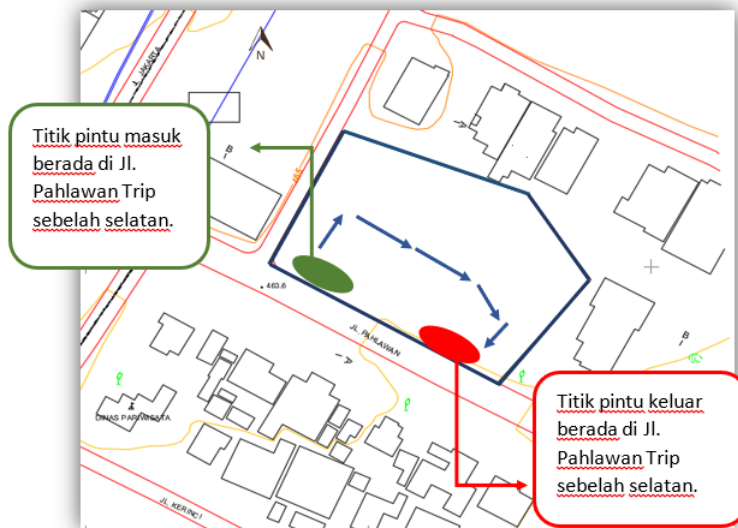 N
JL. JAKARTA
Titik pintu masuk
berada di Jl.
Pahlawan Trip
sebelah selatan.
B
A
463.6
JL. PAHLAWAN
A
B
DINAS PARIWISATA
JL. KERINCI
Titik pintu keluar
berada di Jl.
Pahlawan Trip
sebelah selatan.